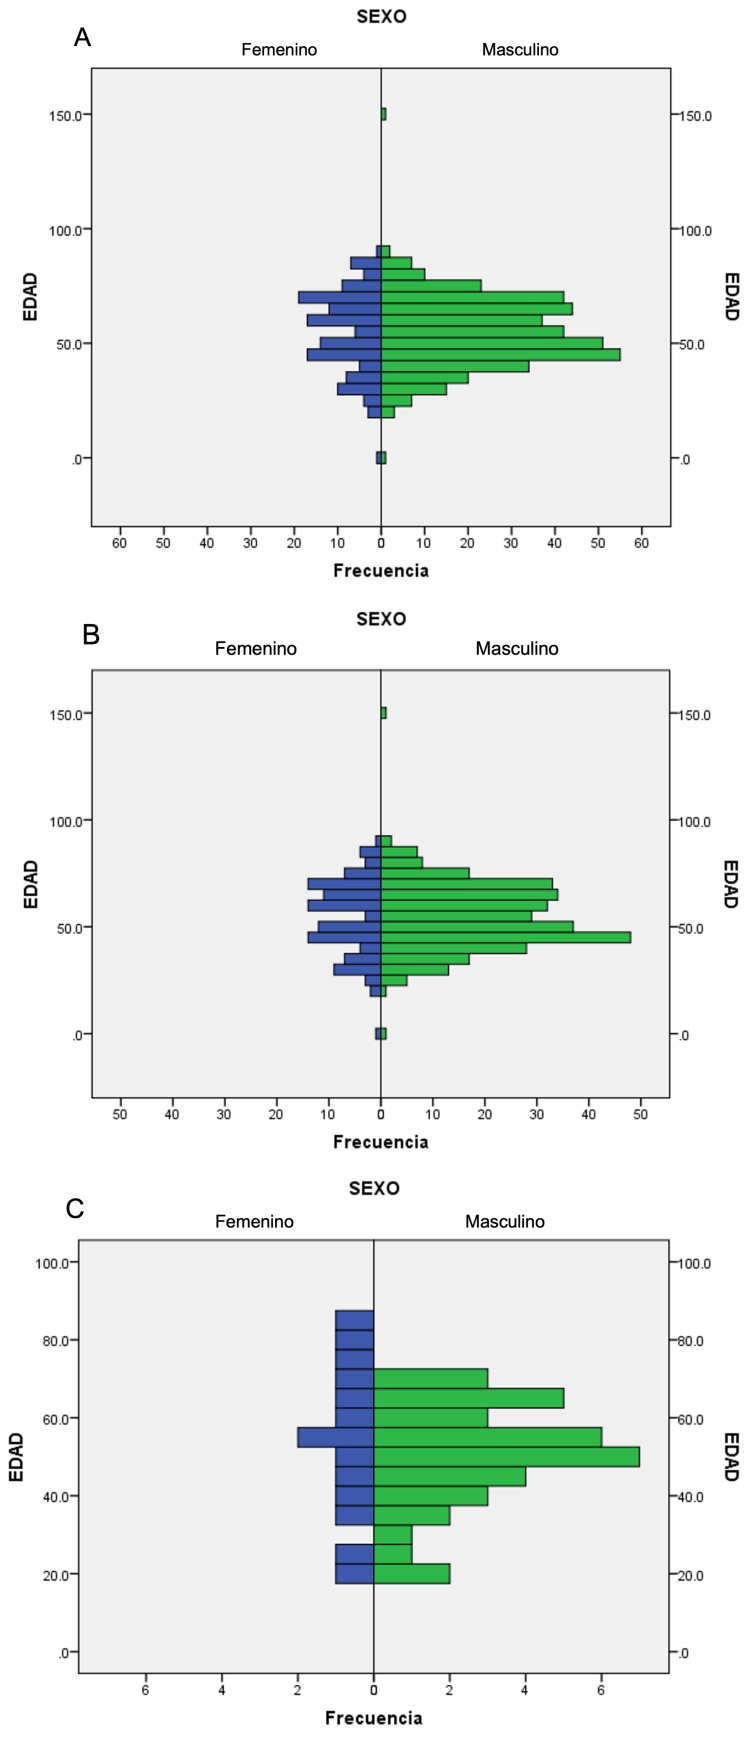 A
SEXO
Femenino Masculino
150.0 150.0
100.0 100.0
EDAD EDAD
50.0 50.0
.0 .0
60 50 40 30 20 10 0 10 20 30 40 50 60
Frecuencia
B
SEXO
Femenino Masculino
150.0 150.0
100.0 100.0
EDAD EDAD
50.0 50.0
.0 .0
50 40 30 20 10 0 10 20 30 40 50
Frecuencia
C
SEXO
Femenino Masculino
100.0 100.0
80.0 80.0
60.0 60.0
EDAD EDAD
40.0 40.0
20.0 20.0
.0 .0
6 4 2 0 2 4 6
Frecuencia